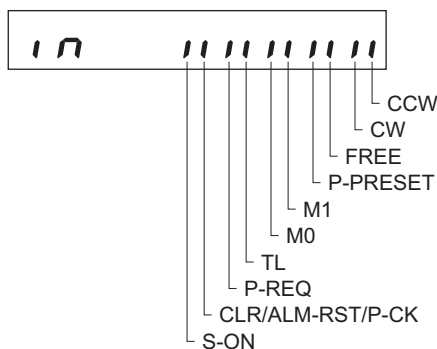 in
CCW
CW
FREE
P-PRESET
M1
M0
TL
P-REQ
CLR/ALM-RST/P-CK
S-ON